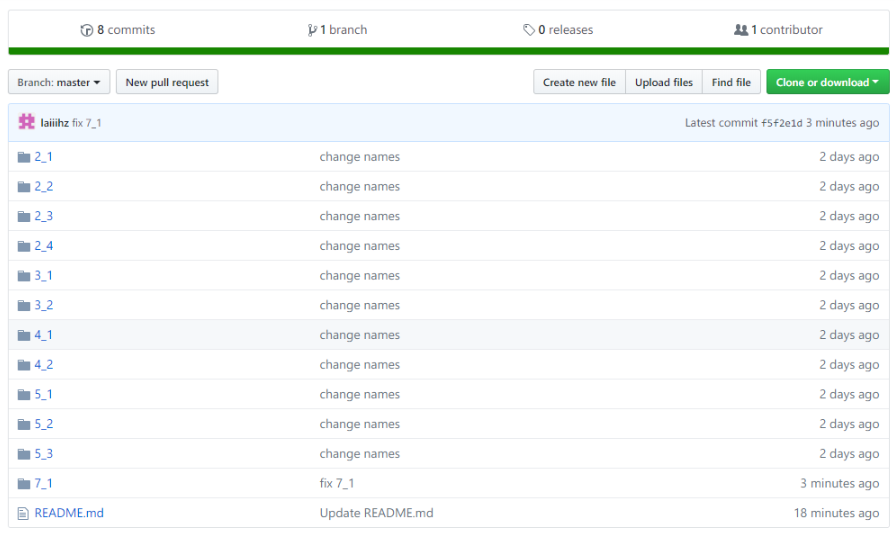 8 commits 1 branch 0 releases 1 contributor
Branch: master New pull request Create new file Upload files Find file Clone or download
laiiihz fix 7_1 Latest commit f5f2e1d 3 minutes ago
2_1 change names 2 days ago
2_2 change names 2 days ago
2_3 change names 2 days ago
2_4 change names 2 days ago
3_1 change names 2 days ago
3_2 change names 2 days ago
4_1 change names 2 days ago
4_2 change names 2 days ago
5_1 change names 2 days ago
5_2 change names 2 days ago
5_3 change names 2 days ago
7_1 fix 7_1 3 minutes ago
README.md Update README.md 18 minutes ago